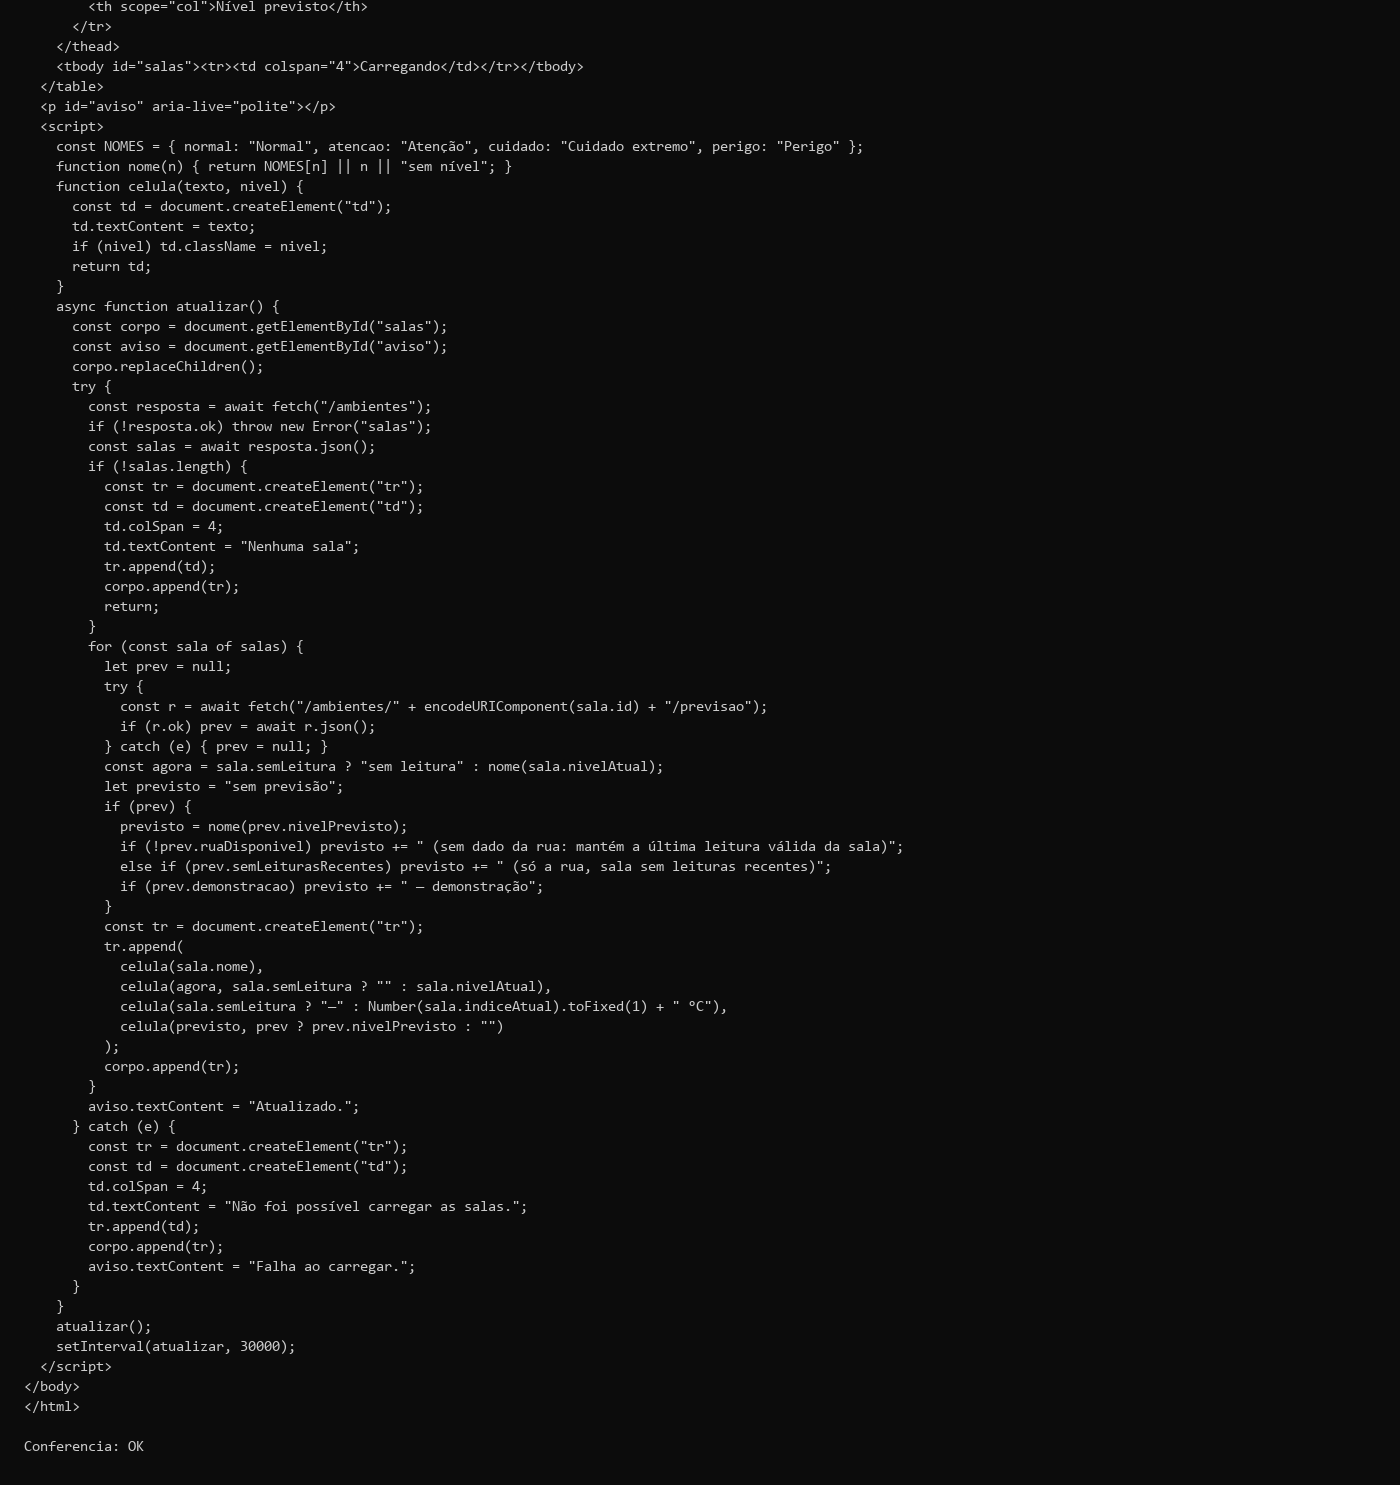 <th scope="col">Nível previsto</th>
      </tr>
    </thead>
    <tbody id="salas"><tr><td colspan="4">Carregando</td></tr></tbody>
  </table>
  <p id="aviso" aria-live="polite"></p>
  <script>
    const NOMES = { normal: "Normal", atencao: "Atenção", cuidado: "Cuidado extremo", perigo: "Perigo" };
    function nome(n) { return NOMES[n] || n || "sem nível"; }
    function celula(texto, nivel) {
      const td = document.createElement("td");
      td.textContent = texto;
      if (nivel) td.className = nivel;
      return td;
    }
    async function atualizar() {
      const corpo = document.getElementById("salas");
      const aviso = document.getElementById("aviso");
      corpo.replaceChildren();
      try {
        const resposta = await fetch("/ambientes");
        if (!resposta.ok) throw new Error("salas");
        const salas = await resposta.json();
        if (!salas.length) {
          const tr = document.createElement("tr");
          const td = document.createElement("td");
          td.colSpan = 4;
          td.textContent = "Nenhuma sala";
          tr.append(td);
          corpo.append(tr);
          return;
        }
        for (const sala of salas) {
          let prev = null;
          try {
            const r = await fetch("/ambientes/" + encodeURIComponent(sala.id) + "/previsao");
            if (r.ok) prev = await r.json();
          } catch (e) { prev = null; }
          const agora = sala.semLeitura ? "sem leitura" : nome(sala.nivelAtual);
          let previsto = "sem previsão";
          if (prev) {
            previsto = nome(prev.nivelPrevisto);
            if (!prev.ruaDisponivel) previsto += " (sem dado da rua: mantém a última leitura válida da sala)";
            else if (prev.semLeiturasRecentes) previsto += " (só a rua, sala sem leituras recentes)";
            if (prev.demonstracao) previsto += " — demonstração";
          }
          const tr = document.createElement("tr");
          tr.append(
            celula(sala.nome),
            celula(agora, sala.semLeitura ? "" : sala.nivelAtual),
            celula(sala.semLeitura ? "—" : Number(sala.indiceAtual).toFixed(1) + " °C"),
            celula(previsto, prev ? prev.nivelPrevisto : "")
          );
          corpo.append(tr);
        }
        aviso.textContent = "Atualizado.";
      } catch (e) {
        const tr = document.createElement("tr");
        const td = document.createElement("td");
        td.colSpan = 4;
        td.textContent = "Não foi possível carregar as salas.";
        tr.append(td);
        corpo.append(tr);
        aviso.textContent = "Falha ao carregar.";
      }
    }
    atualizar();
    setInterval(atualizar, 30000);
  </script>
</body>
</html>

Conferencia: OK